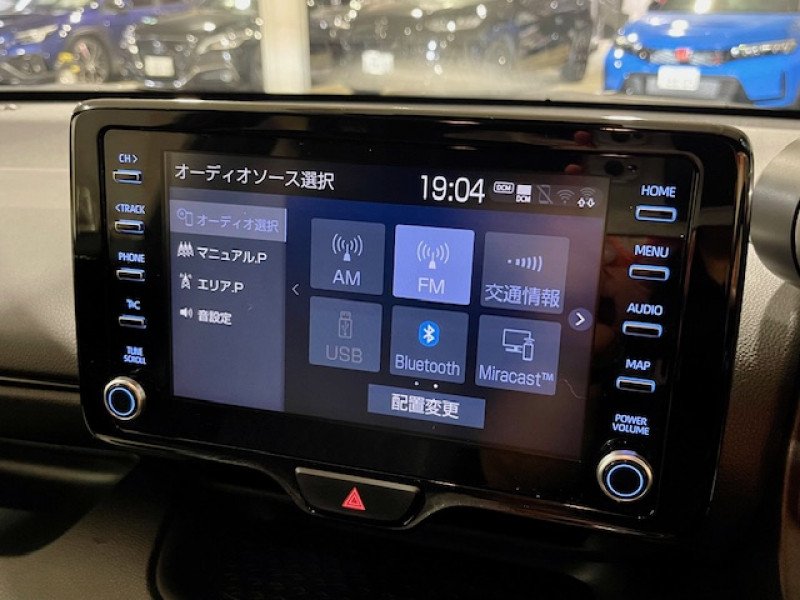 CH>
<TRACK
PHONE
TUNE
SCROLL
オーディオソース選択
19:04
DCM
DCM
オーディオ選択
マニュアル.P
エリア.P
音設定
<
AM
FM
交通情報
>
USB
Bluetooth
Miracast™
配置変更
HOME
MENU
AUDIO
MAP
POWER
VOLUME